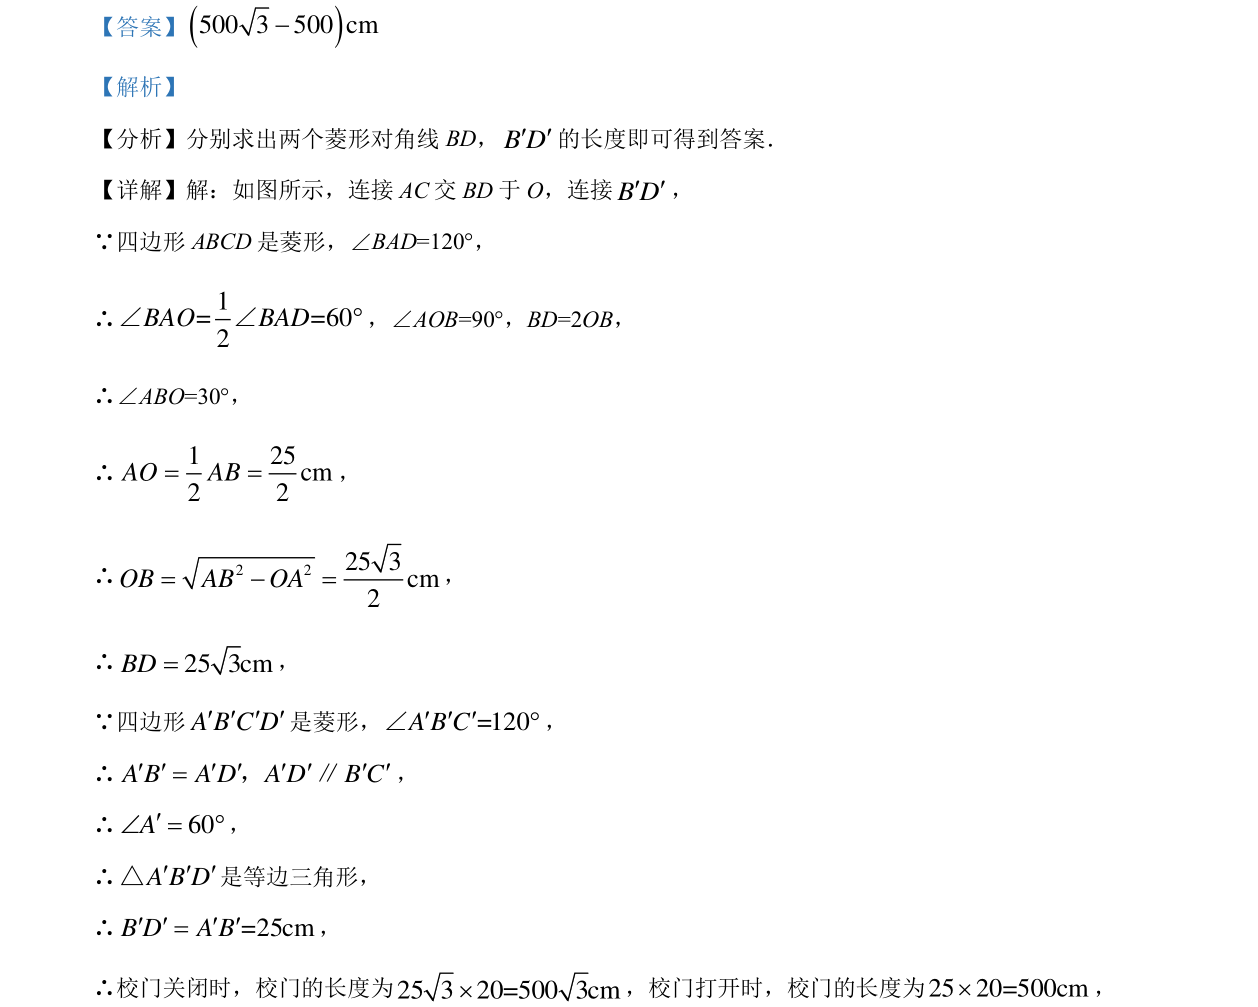 【答案】(500√3－500)cm
【解析】
【分析】分别求出两个菱形对角线 BD，B′D′ 的长度即可得到答案．
【详解】解：如图所示，连接 AC 交 BD 于 O，连接 B′D′，
∵四边形 ABCD 是菱形，∠BAD=120°，
∴∠BAO=1/2∠BAD=60°，∠AOB=90°，BD=2OB，
∴∠ABO=30°，
∴AO = 1/2 AB = 25/2 cm，
∴OB = √(AB² − OA²) = 25√3/2 cm，
∴BD = 25√3cm，
∵四边形 A′B′C′D′ 是菱形，∠A′B′C′=120°，
∴A′B′ = A′D′，A′D′ ∥ B′C′，
∴∠A′ = 60°，
∴△A′B′D′ 是等边三角形，
∴B′D′ = A′B′=25cm，
∴校门关闭时，校门的长度为 25√3×20=500√3cm，校门打开时，校门的长度为 25×20=500cm，